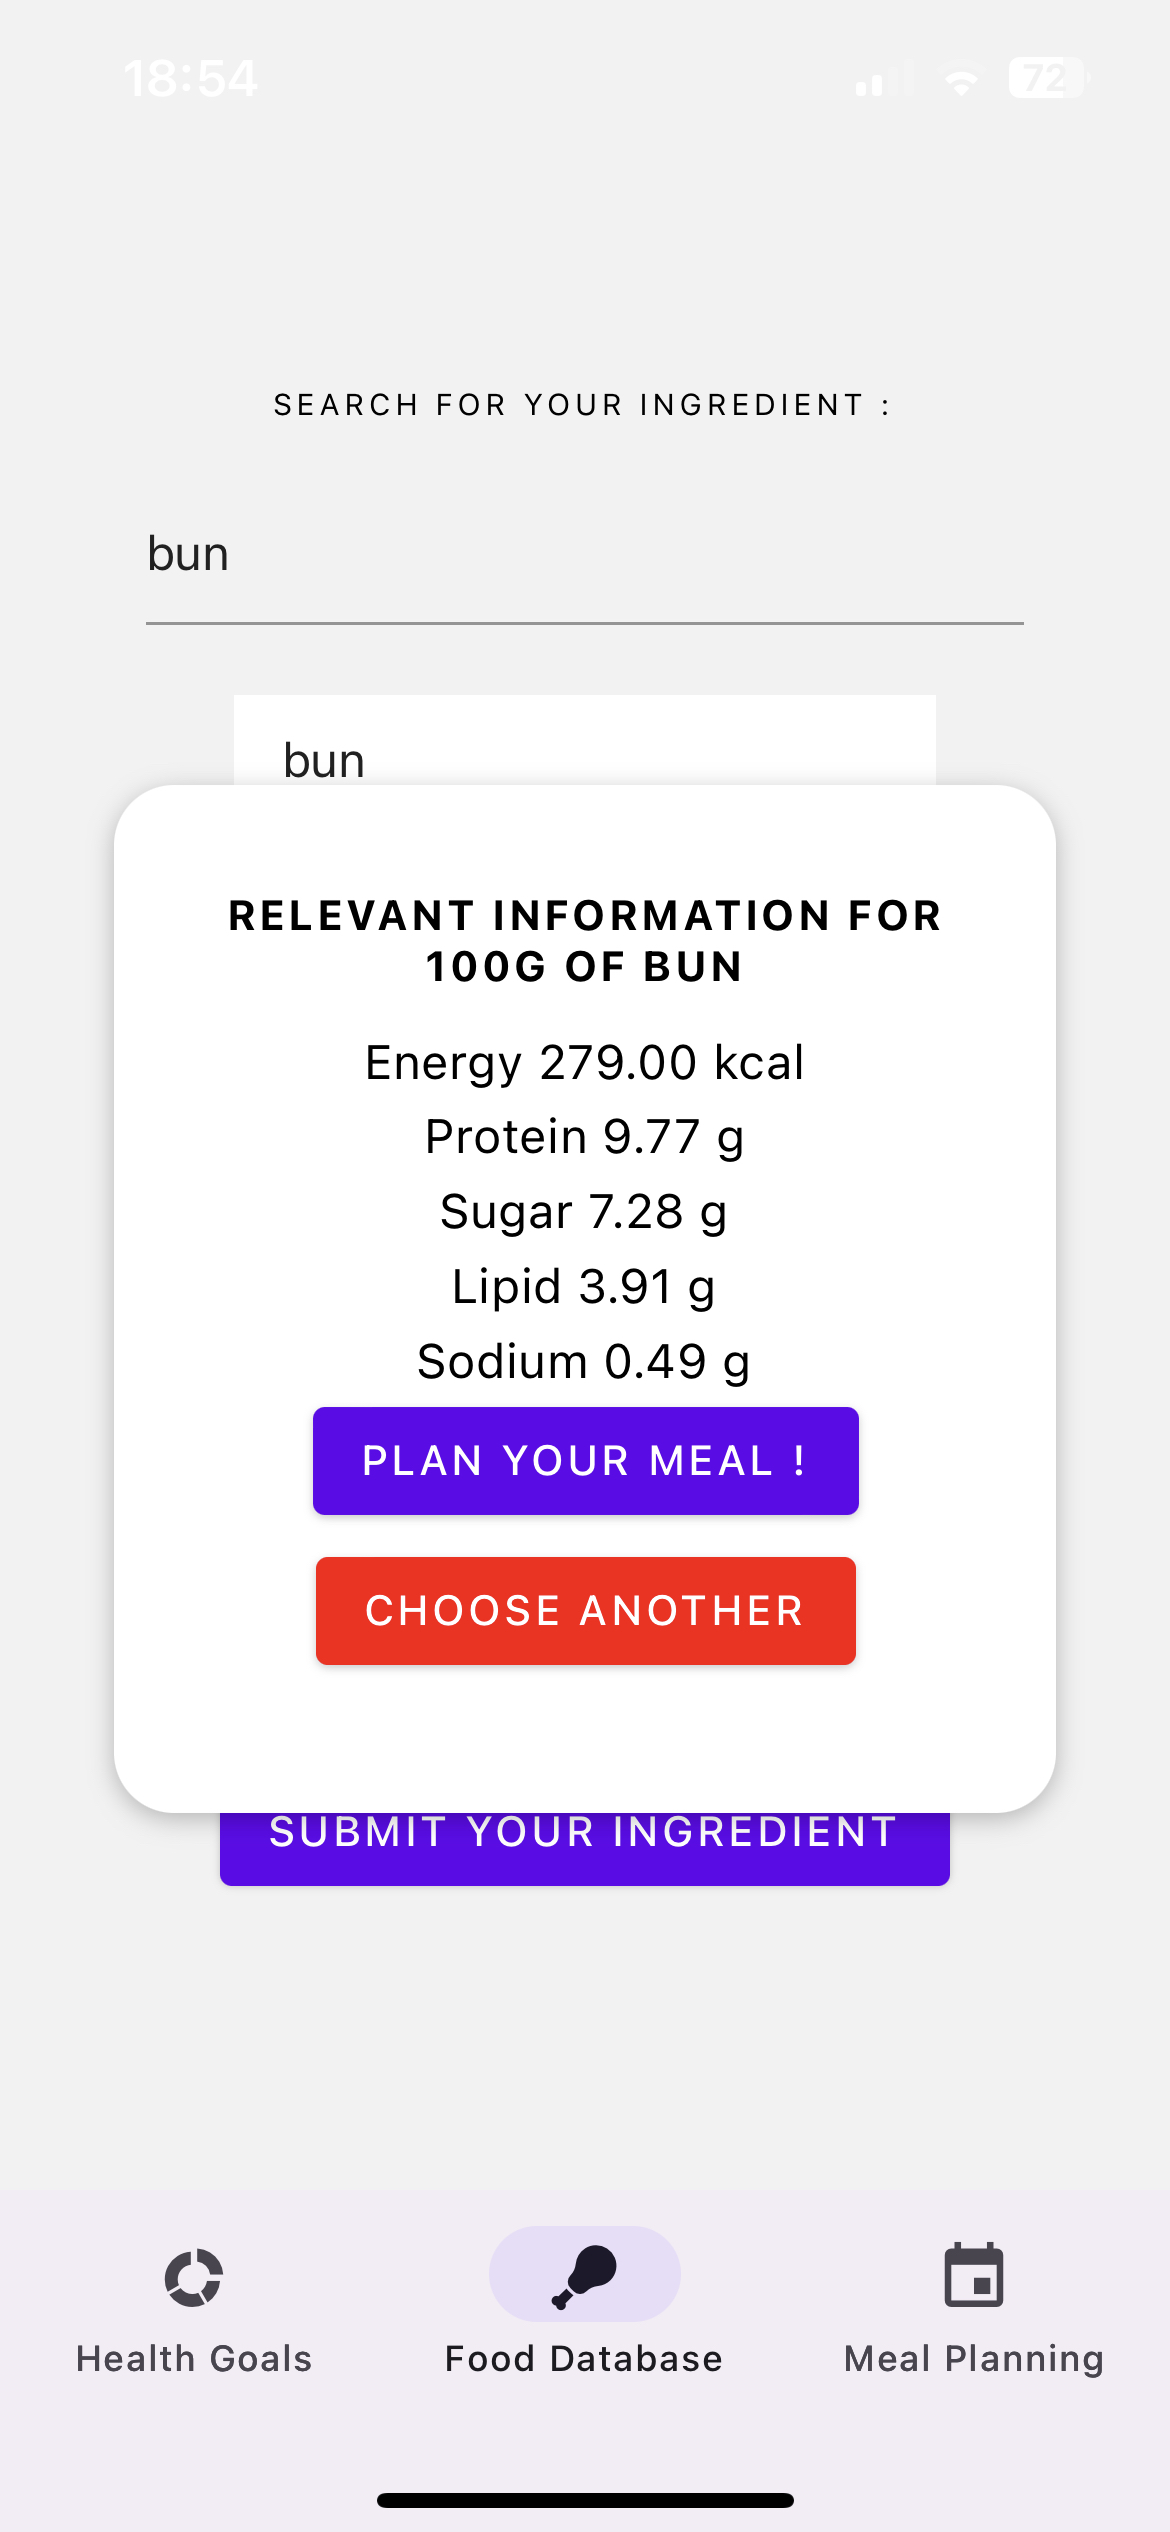 18:54
72
SEARCH FOR YOUR INGREDIENT :
bun
bun
RELEVANT INFORMATION FOR
100G OF BUN
Energy 279.00 kcal
Protein 9.77 g
Sugar 7.28 g
Lipid 3.91 g
Sodium 0.49 g
PLAN YOUR MEAL !
CHOOSE ANOTHER
SUBMIT YOUR INGREDIENT
Health Goals
Food Database
Meal Planning